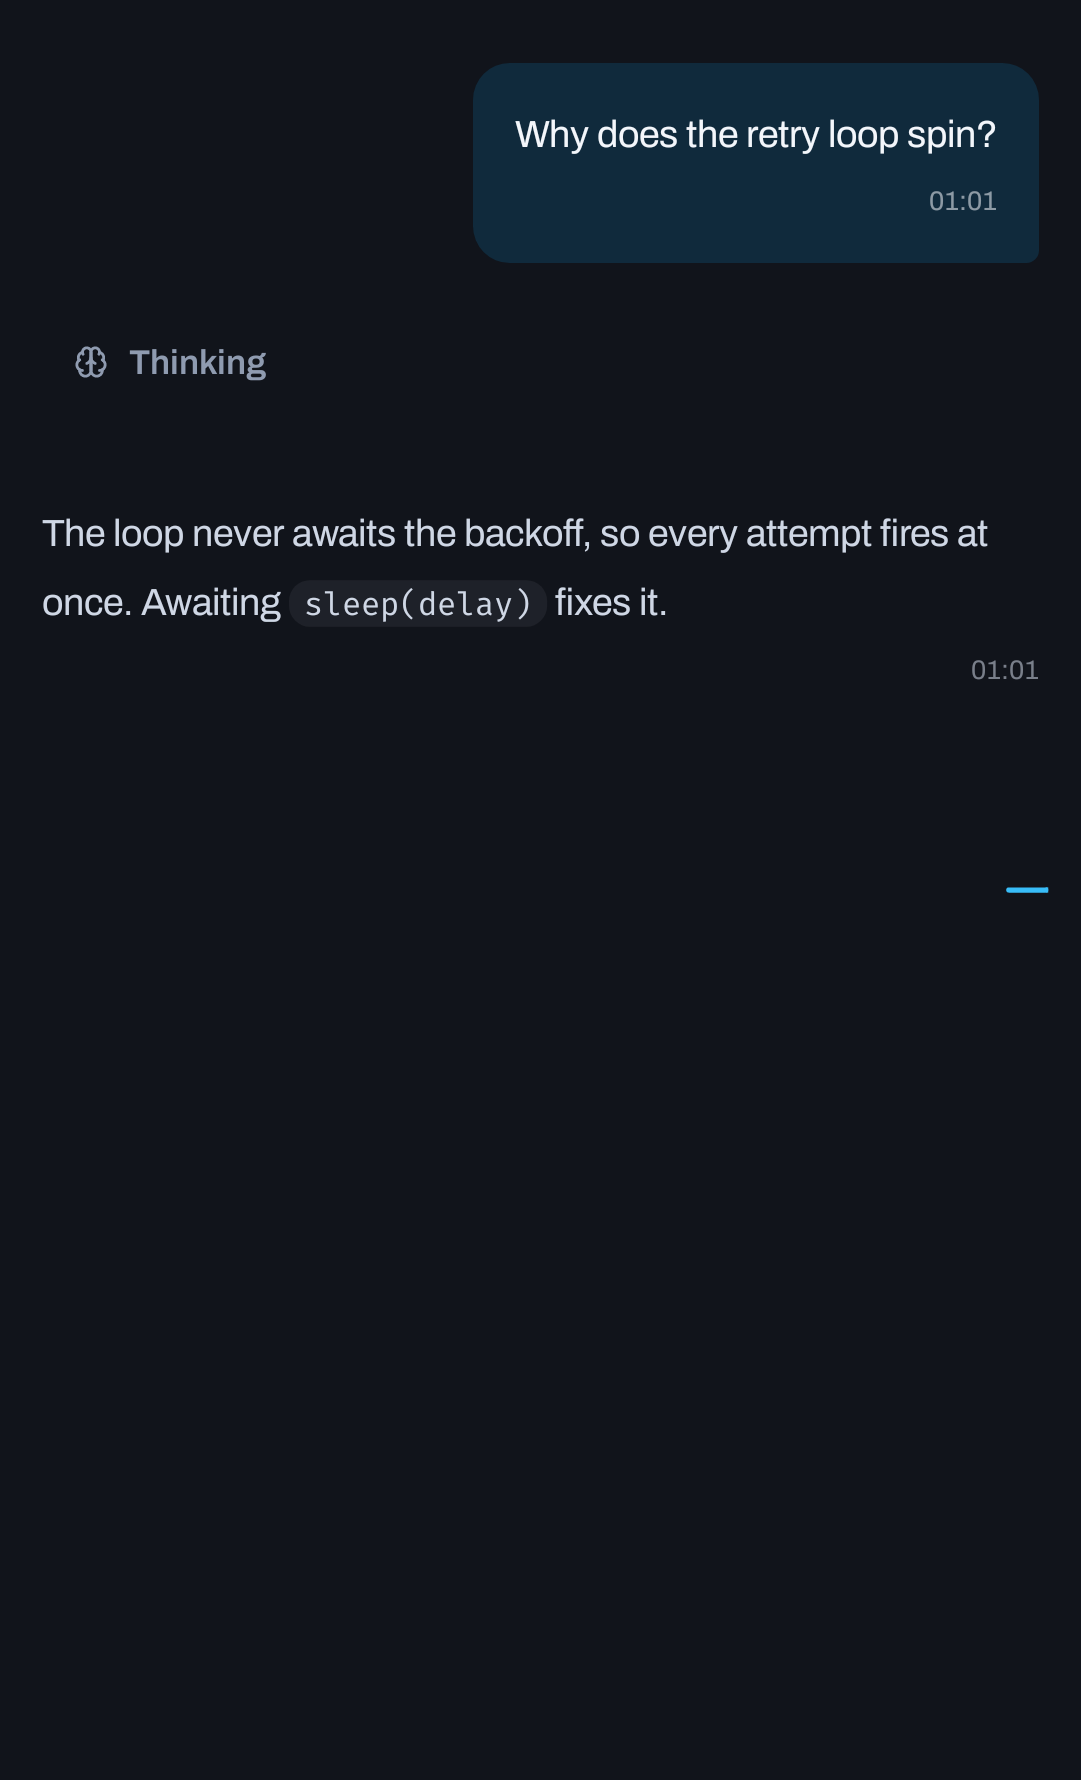 Why does the retry loop spin?
01:01
Thinking
The loop never awaits the backoff, so every attempt fires at
once. Awaiting sleep(delay) fixes it.
01:01